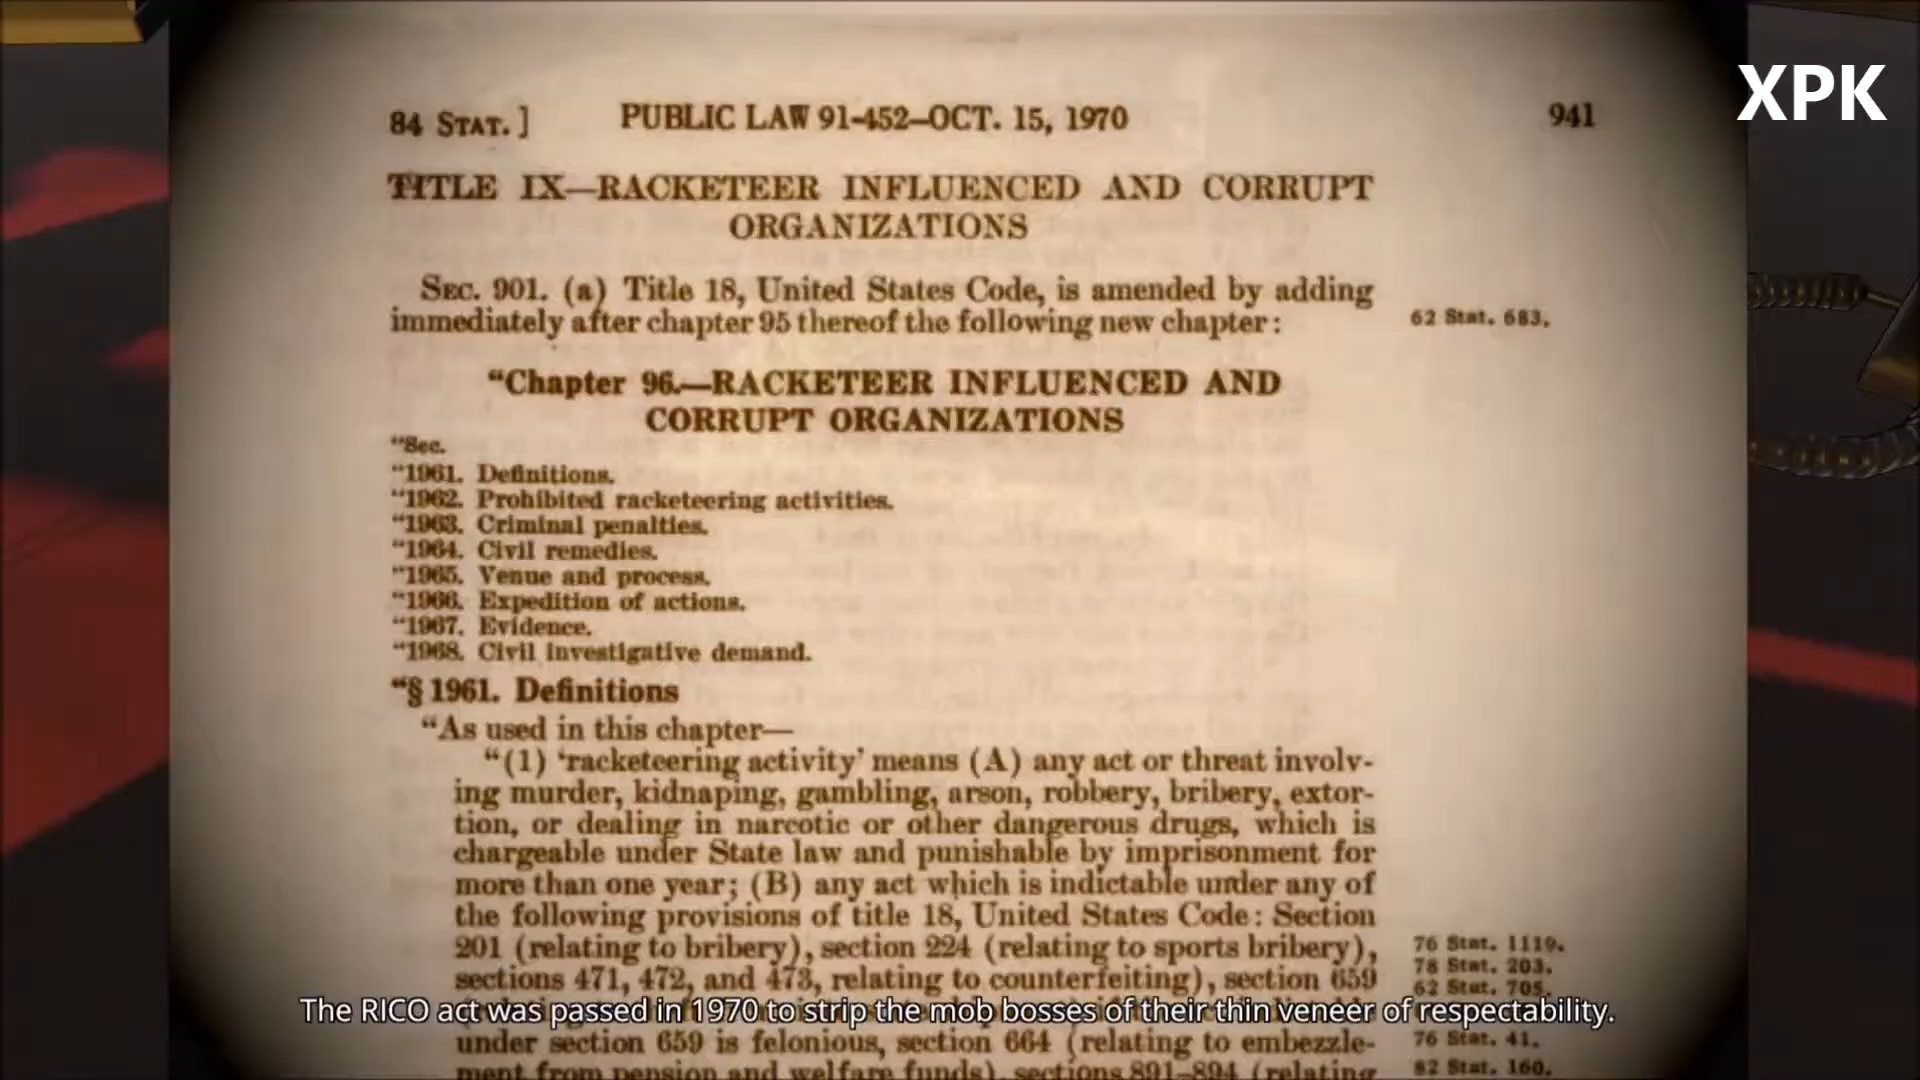 XPK
84 STAT. ] PUBLIC LAW 91-452—OCT. 15, 1970 941
TITLE IX—RACKETEER INFLUENCED AND CORRUPT
ORGANIZATIONS
SEC. 901. (a) Title 18, United States Code, is amended by adding
immediately after chapter 95 thereof the following new chapter:
62 Stat. 683.
“Chapter 96.—RACKETEER INFLUENCED AND
CORRUPT ORGANIZATIONS
“Sec.
“1961. Definitions.
“1962. Prohibited racketeering activities.
“1963. Criminal penalties.
“1964. Civil remedies.
“1965. Venue and process.
“1966. Expedition of actions.
“1967. Evidence.
“1968. Civil investigative demand.
“§ 1961. Definitions
“As used in this chapter—
“(1) ‘racketeering activity’ means (A) any act or threat involv-
ing murder, kidnaping, gambling, arson, robbery, bribery, extor-
tion, or dealing in narcotic or other dangerous drugs, which is
chargeable under State law and punishable by imprisonment for
more than one year; (B) any act which is indictable under any of
the following provisions of title 18, United States Code: Section
201 (relating to bribery), section 224 (relating to sports bribery),
76 Stat. 1119.
78 Stat. 203.
sections 471, 472, and 473, relating to counterfeiting), section 659
62 Stat. 705.
The RICO act was passed in 1970 to strip the mob bosses of their thin veneer of respectability.
under section 659 is felonious, section 664 (relating to embezzle-
76 Stat. 41.
ment from pension and welfare funds), sections 891–894 (relating
82 Stat. 160.